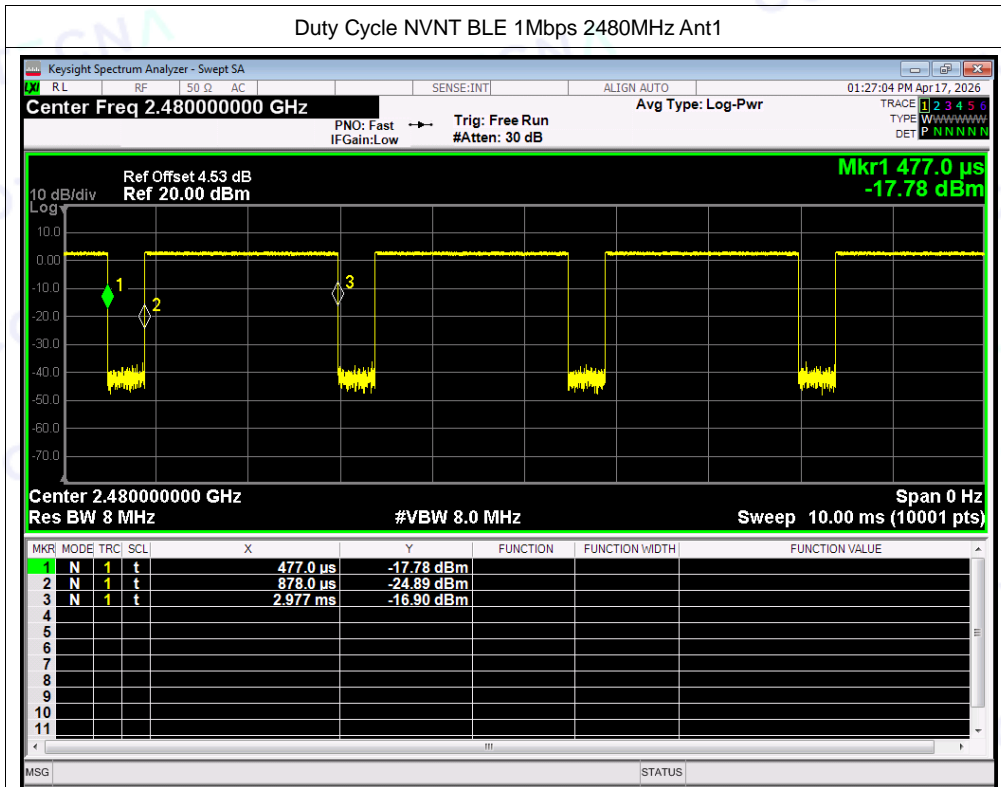 Duty Cycle NVNT BLE 1Mbps 2480MHz Ant1
Keysight Spectrum Analyzer - Swept SA
LXI RL RF 50 Ω AC SENSE:INT ALIGN AUTO 01:27:04 PM Apr 17, 2026
Center Freq 2.480000000 GHz Avg Type: Log-Pwr TRACE 1 2 3 4 5 6
PNO: Fast Trig: Free Run TYPE WWWWWW
IFGain:Low #Atten: 30 dB DET P N N N N N
Mkr1 477.0 µs
-17.78 dBm
Ref Offset 4.53 dB
10 dB/div Ref 20.00 dBm
Log
10.0
0.00
-10.0
-20.0
-30.0
-40.0
-50.0
-60.0
-70.0
1
2
3
Center 2.480000000 GHz Span 0 Hz
Res BW 8 MHz #VBW 8.0 MHz Sweep 10.00 ms (10001 pts)
MKR MODE TRC SCL X Y FUNCTION FUNCTION WIDTH FUNCTION VALUE
1 N 1 t 477.0 µs -17.78 dBm
2 N 1 t 878.0 µs -24.89 dBm
3 N 1 t 2.977 ms -16.90 dBm
4
5
6
7
8
9
10
11
MSG STATUS